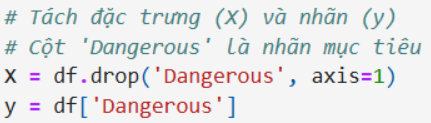 # Tách đặc trưng (X) và nhãn (y)
# Cột 'Dangerous' là nhãn mục tiêu
X = df.drop('Dangerous', axis=1)
y = df['Dangerous']